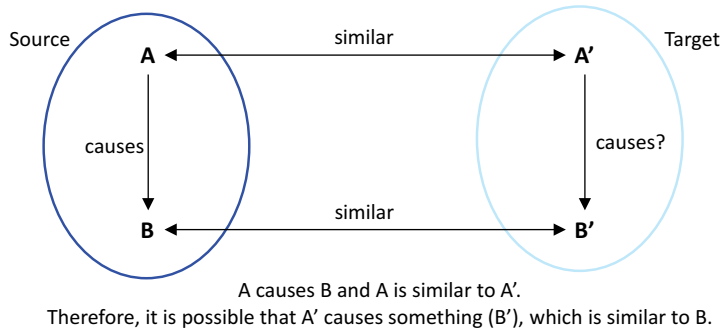 Source
similar
Target
A
A’
causes
causes?
similar
B
B’
A causes B and A is similar to A’.
Therefore, it is possible that A’ causes something (B’), which is similar to B.